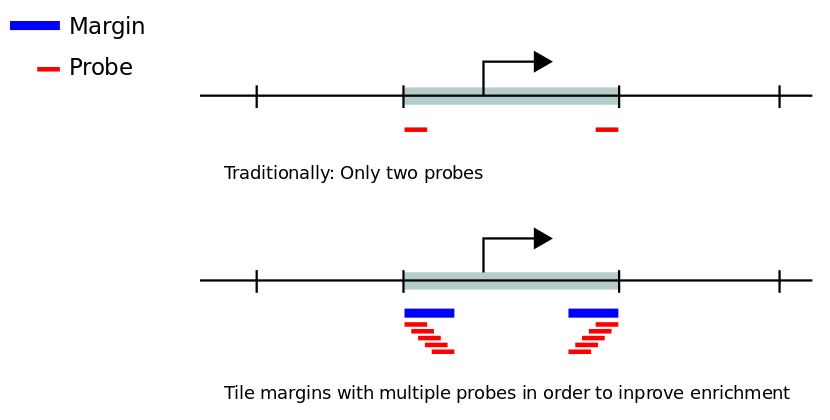 Margin
Probe
Traditionally: Only two probes
Tile margins with multiple probes in order to inprove enrichment